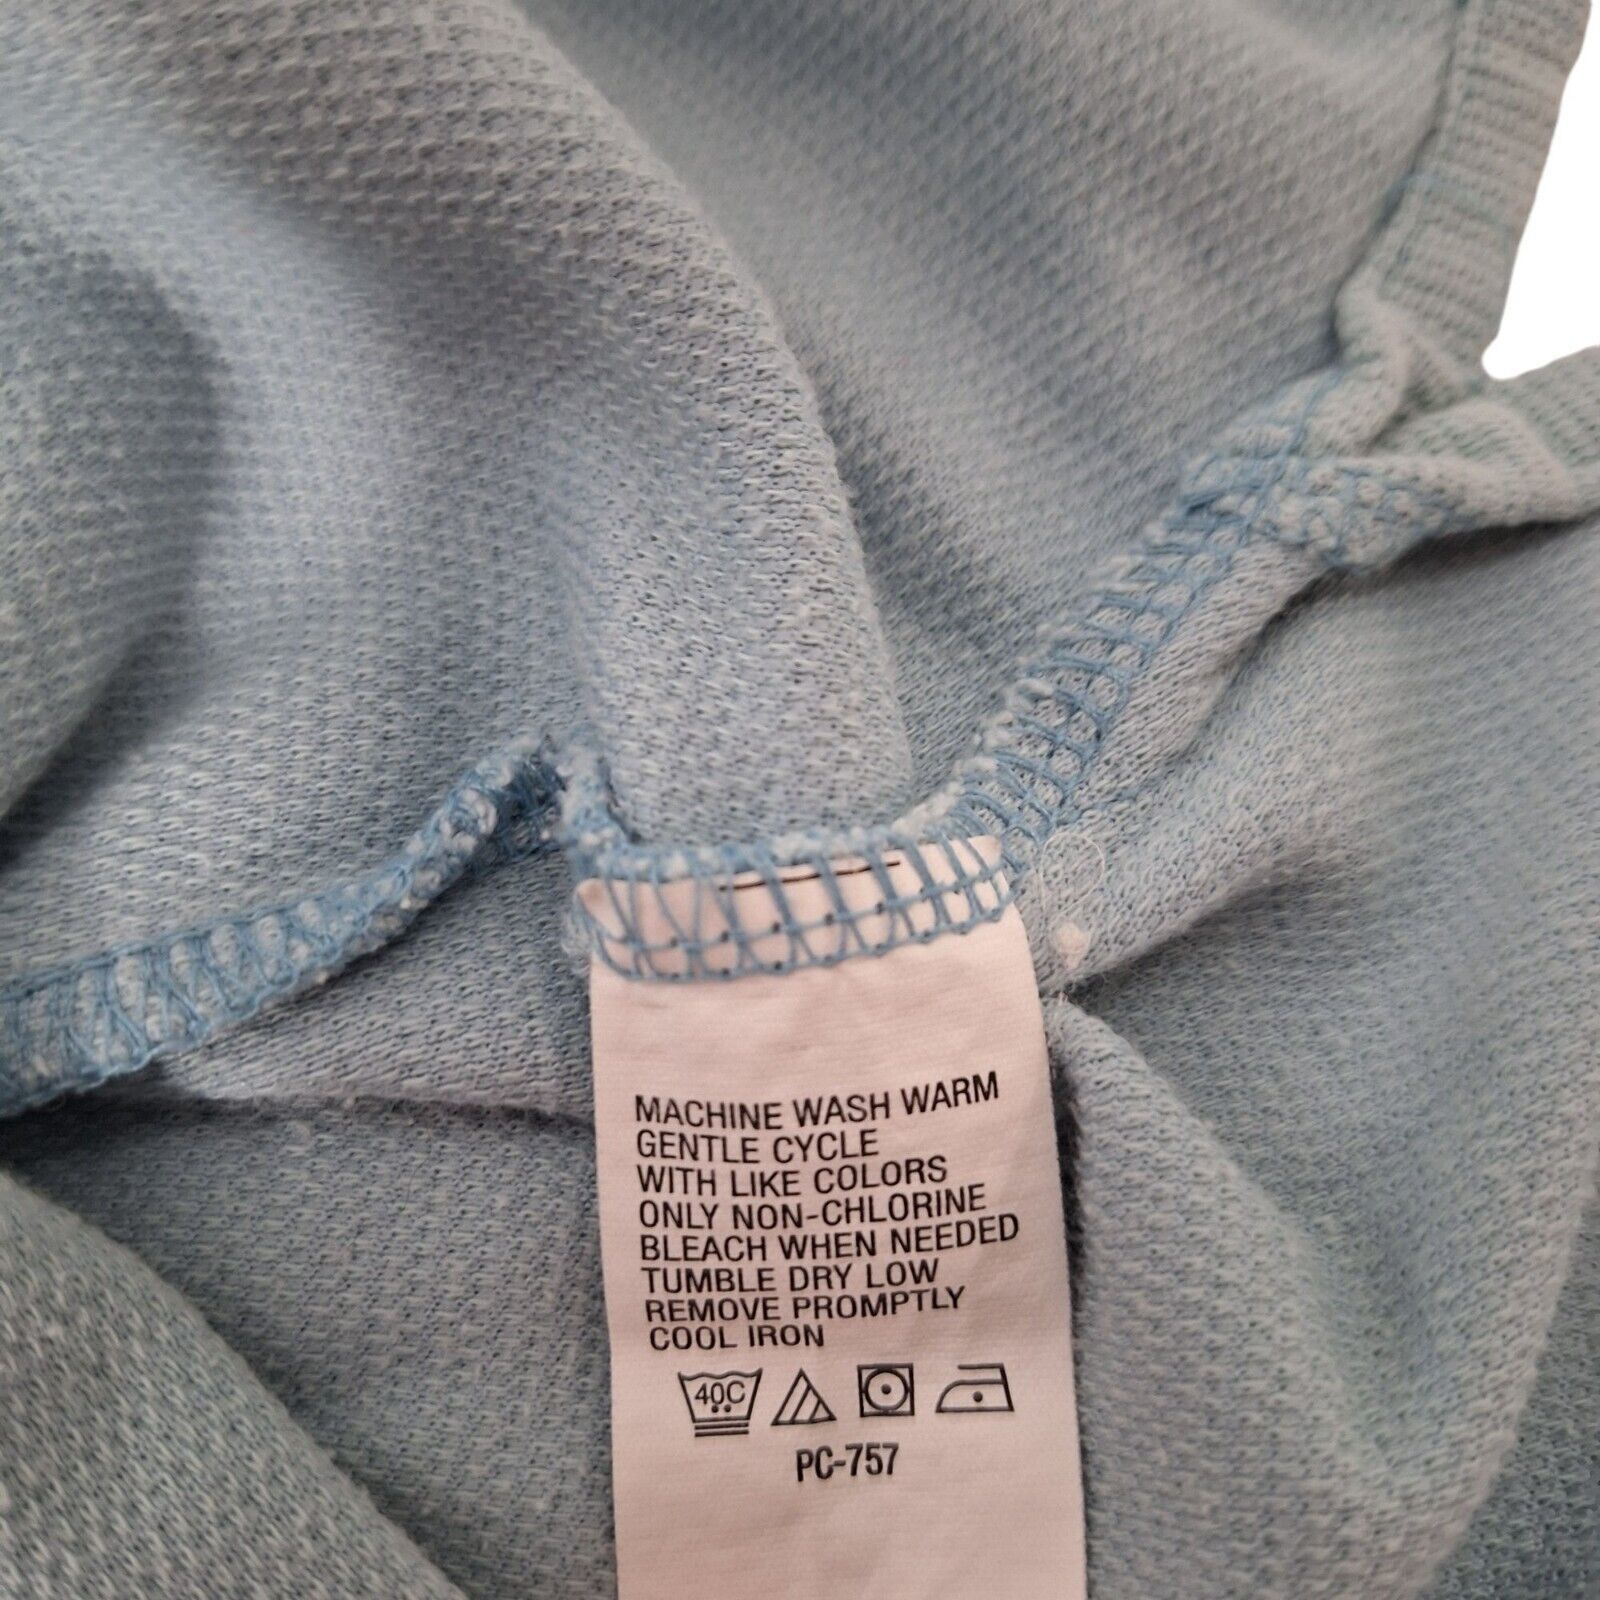 MACHINE WASH WARM
GENTLE CYCLE
WITH LIKE COLORS
ONLY NON-CHLORINE
BLEACH WHEN NEEDED
TUMBLE DRY LOW
REMOVE PROMPTLY
COOL IRON
40C
PC-757